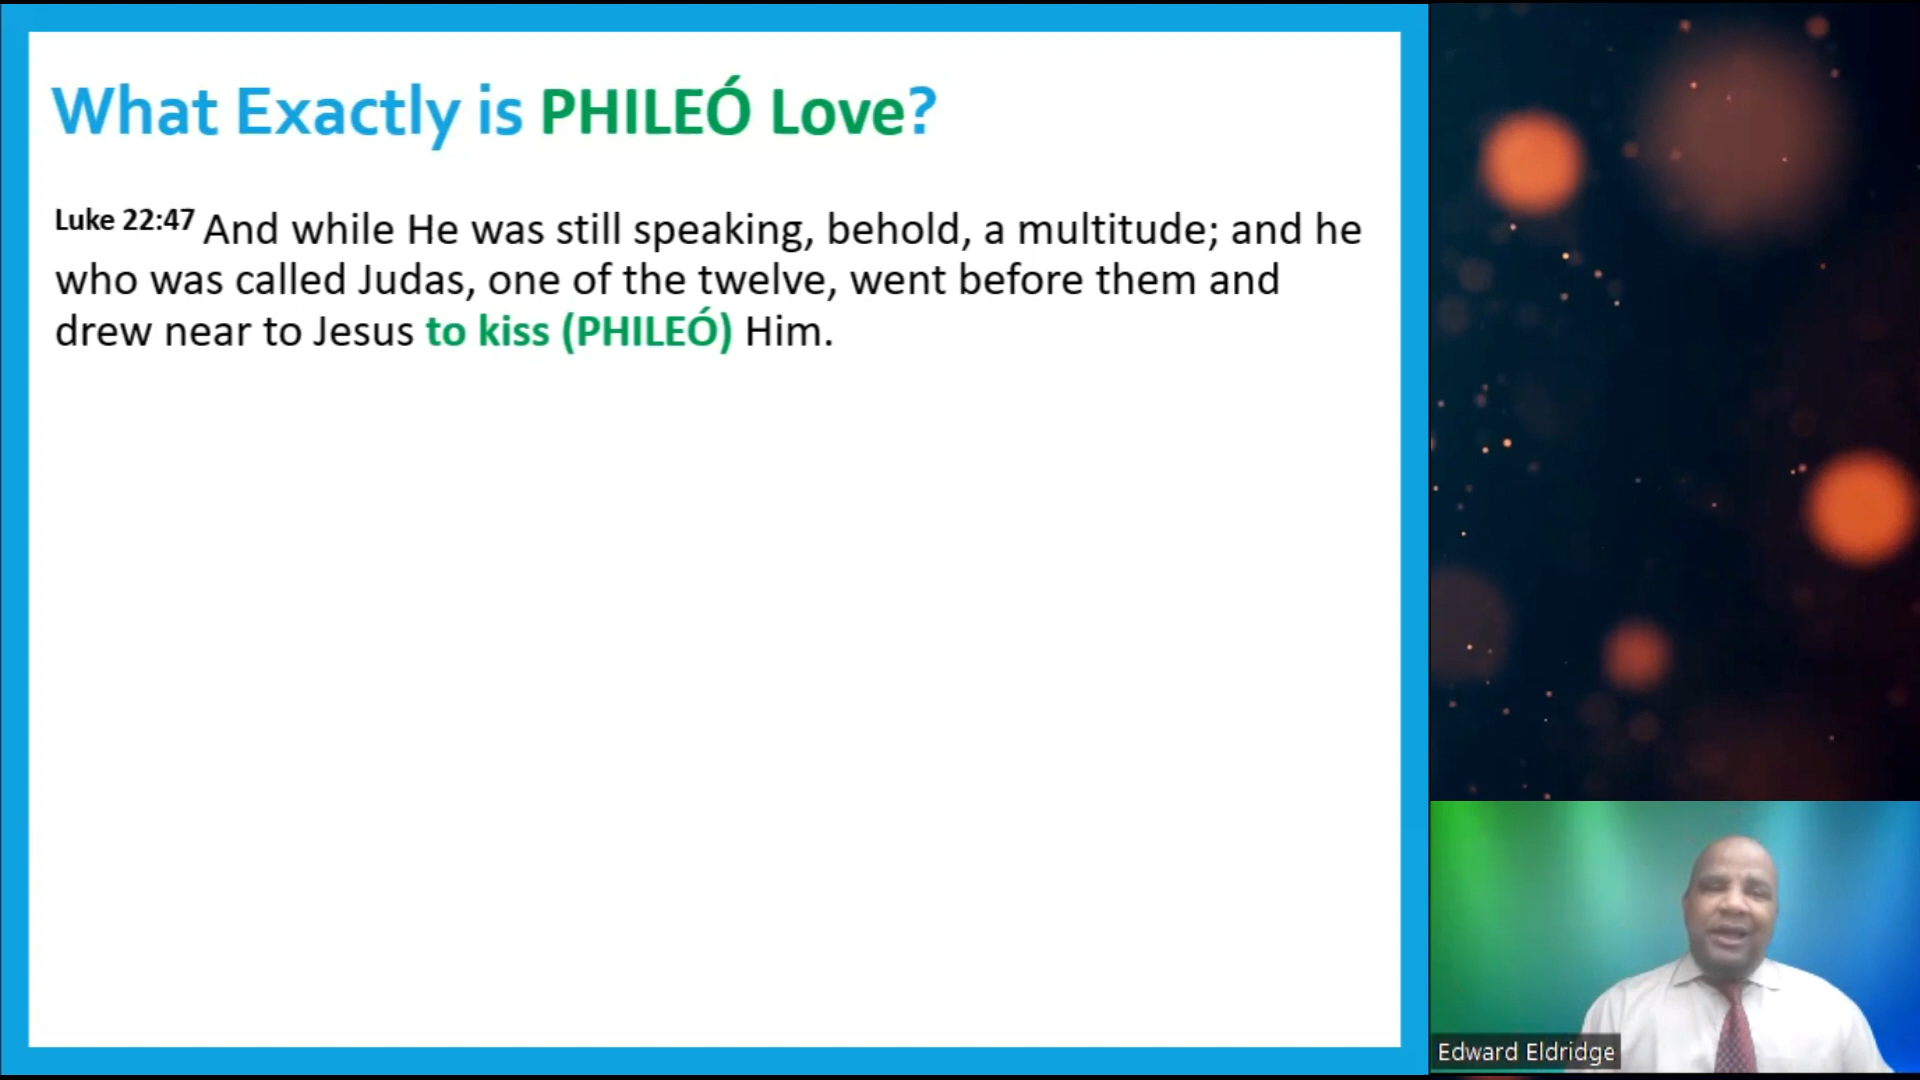 What Exactly is PHILEÓ Love?
Luke 22:47 And while He was still speaking, behold, a multitude; and he
who was called Judas, one of the twelve, went before them and
drew near to Jesus to kiss (PHILEÓ) Him.
Edward Eldridge